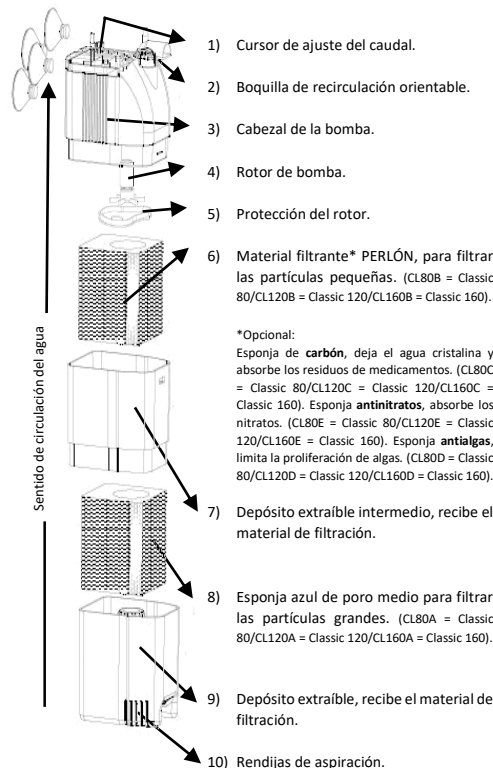 1) Cursor de ajuste del caudal.
2) Boquilla de recirculación orientable.
3) Cabezal de la bomba.
4) Rotor de bomba.
5) Protección del rotor.
6) Material filtrante* PERLÓN, para filtrar
las partículas pequeñas. (CL80B = Classic
80/CL120B = Classic 120/CL160B = Classic 160).
*Opcional:
Esponja de carbón, deja el agua cristalina y
absorbe los residuos de medicamentos. (CL80C
= Classic 80/CL120C = Classic 120/CL160C =
Classic 160). Esponja antinitratos, absorbe los
nitratos. (CL80E = Classic 80/CL120E = Classic
120/CL160E = Classic 160). Esponja antialgas,
limita la proliferación de algas. (CL80D = Classic
80/CL120D = Classic 120/CL160D = Classic 160).
7) Depósito extraíble intermedio, recibe el
material de filtración.
8) Esponja azul de poro medio para filtrar
las partículas grandes. (CL80A = Classic
80/CL120A = Classic 120/CL160A = Classic 160).
9) Depósito extraíble, recibe el material de
filtración.
10) Rendijas de aspiración.
Sentido de circulación del agua